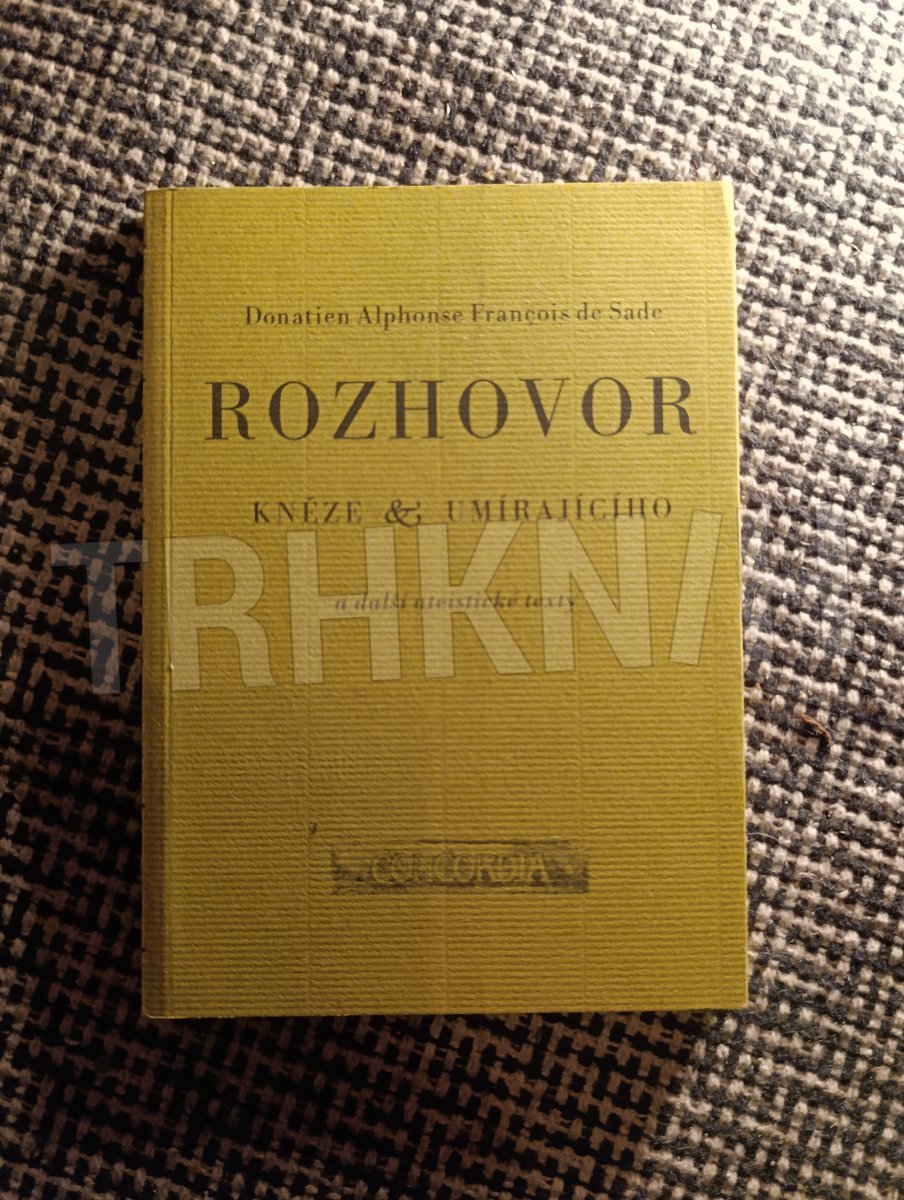 Donatien Alphonse François de Sade
ROZHOVOR
KNĚZE & UMÍRAJÍCÍHO
TRHKNI
a další ateistické texty
CONCORDIA